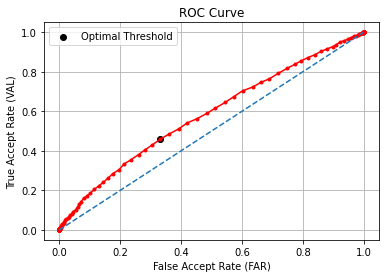 ROC Curve
Optimal Threshold
True Accept Rate (VAL)
1.0
0.8
0.6
0.4
0.2
0.0
0.0 0.2 0.4 0.6 0.8 1.0
False Accept Rate (FAR)